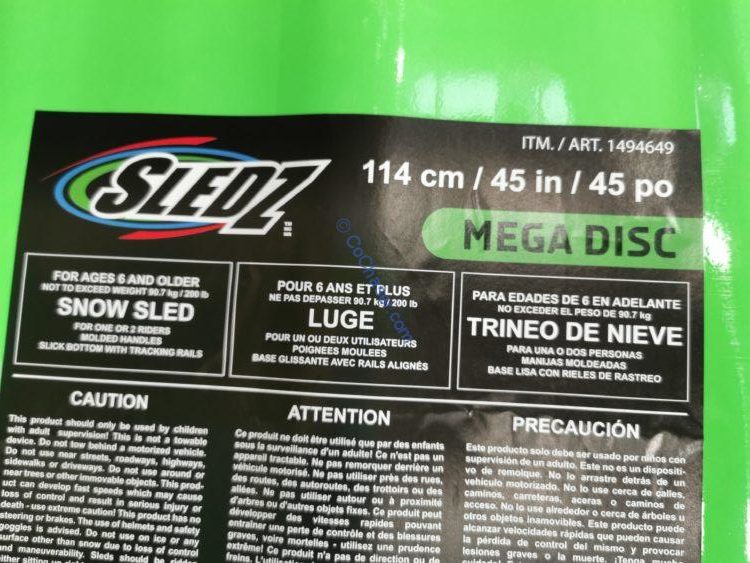 ITM. / ART. 1494649
SLEDZ
TM
114 cm / 45 in / 45 po
MEGA DISC
FOR AGES 6 AND OLDER
NOT TO EXCEED WEIGHT 90.7 kg / 200 lb
SNOW SLED
FOR ONE OR 2 RIDERS
MOLDED HANDLES
SLICK BOTTOM WITH TRACKING RAILS
POUR 6 ANS ET PLUS
NE PAS DEPASSER 90.7 kg / 200 lb
LUGE
POUR UN OU DEUX UTILISATEURS
POIGNEES MOULEES
BASE GLISSANTE AVEC RAILS ALIGNÉS
PARA EDADES DE 6 EN ADELANTE
NO EXCEDER EL PESO DE 90.7 kg
TRINEO DE NIEVE
PARA UNA O DOS PERSONAS
MANIJAS MOLDEADAS
BASE LISA CON RIELES DE RASTREO
CAUTION
This product should only be used by children
with adult supervision! This is not a towable
device. Do not tow behind a motorized vehicle.
Do not use near streets, roadways, highways,
sidewalks or driveways. Do not use around or
near trees or other immovable objects. This prod-
uct can develop fast speeds which may cause
loss of control and result in serious injury or
death - use extreme caution! This product has no
steering or brakes. The use of helmets and safety
goggles is advised. Do not use on ice or any
surface other than snow due to loss of control
and maneuverability. Sleds should be ridden
ATTENTION
Ce produit ne doit être utilisé que par des enfants
sous la surveillance d'un adulte! Ce n'est pas un
appareil tractable. Ne pas remorquer derrière un
véhicule motorisé. Ne pas utiliser près des rues,
des routes, des autoroutes, des trottoirs ou des
allées. Ne pas utiliser autour ou à proximité
d'arbres ou d'autres objets fixes. Ce produit peut
développer des vitesses rapides pouvant
entraîner une perte de contrôle et des blessures
graves, voire mortelles - utilisez une prudence
extrême! Ce produit n'a pas de direction ou de
freins.
PRECAUCIÓN
Este producto solo debe ser usado por niños con
supervisión de un adulto. Este no es un dispositi-
vo de remolque. No lo arrastre detrás de un
vehículo motorizado. No lo use cerca de calles,
caminos, carreteras, aceras o caminos de
acceso. No lo use alrededor o cerca de árboles u
otros objetos inamovibles. Este producto puede
alcanzar velocidades rápidas que pueden causar
la pérdida de control del mismo y provocar
lesiones graves o la muerte. ¡Tenga mucho